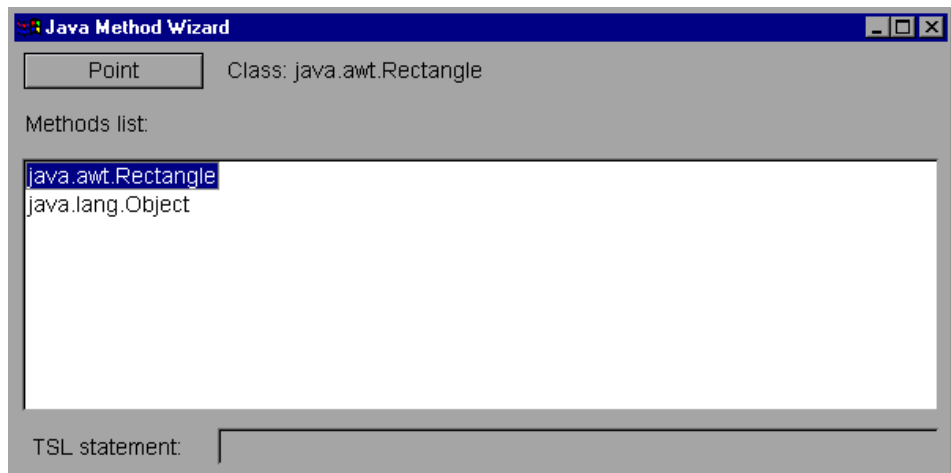 Java Method Wizard
Point Class: java.awt.Rectangle
Methods list:
java.awt.Rectangle
java.lang.Object
TSL statement: